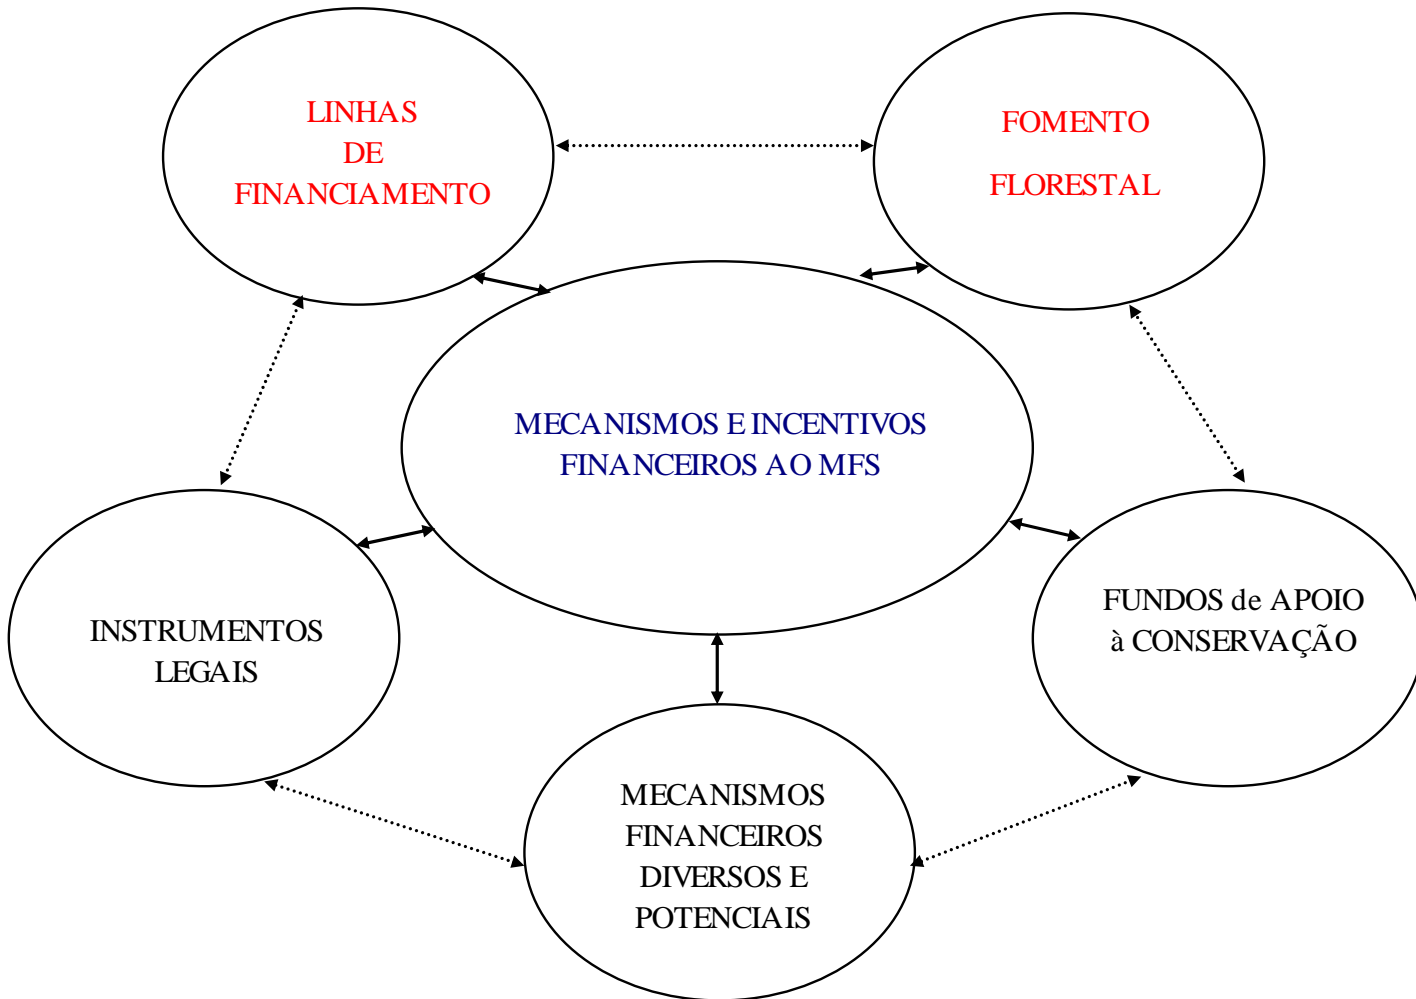 LINHAS
DE
FINANCIAMENTO
FOMENTO
FLORESTAL
MECANISMOS E INCENTIVOS
FINANCEIROS AO MFS
INSTRUMENTOS
LEGAIS
FUNDOS de APOIO
à CONSERVAÇÃO
MECANISMOS
FINANCEIROS
DIVERSOS E
POTENCIAIS